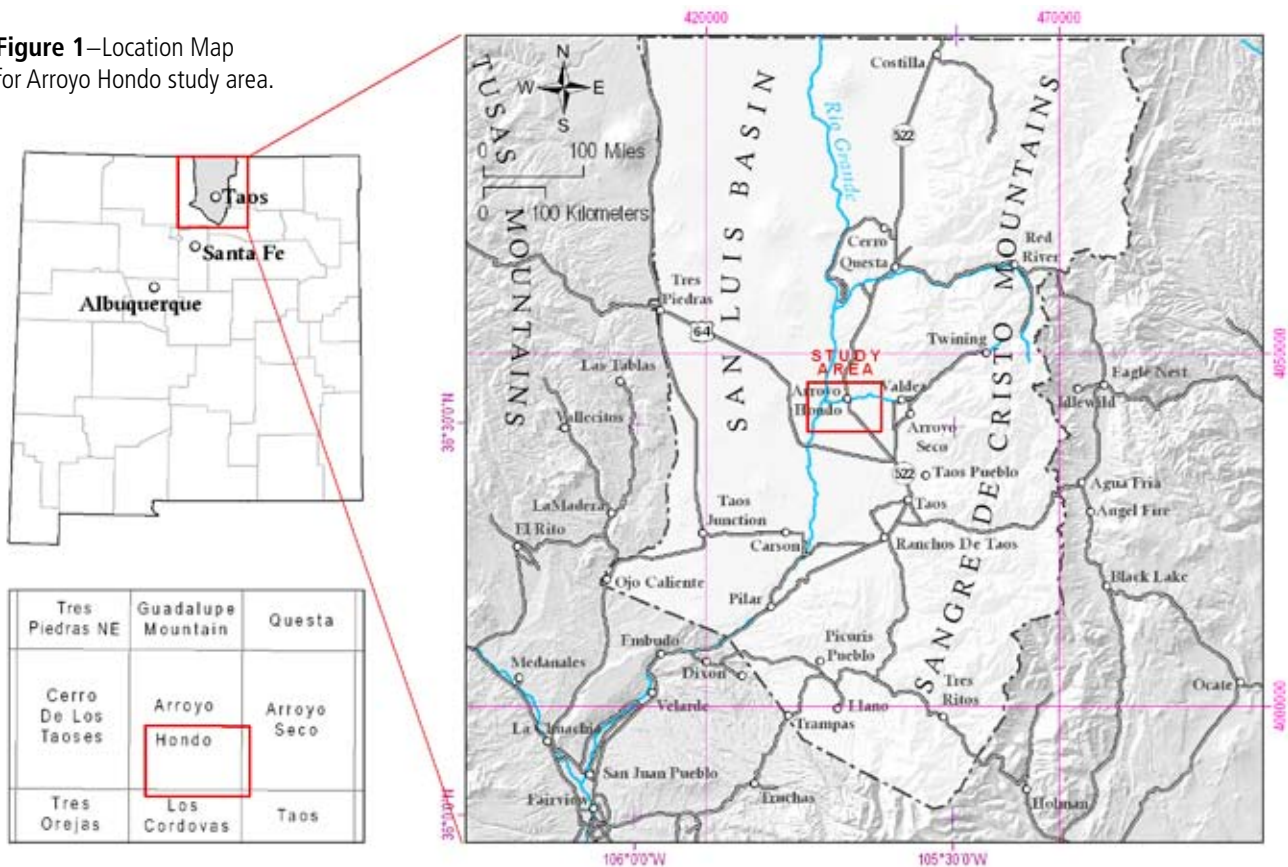 Figure 1–Location Map
for Arroyo Hondo study area.
Taos
Santa Fe
Albuquerque
Tres
Piedras NE
Guadalupe
Mountain
Questa
Cerro
De Los
Taoses
Arroyo
Hondo
Arroyo
Seco
Tres
Orejas
Los
Cordovas
Taos
420000
470000
N
W E
S
0 100 Miles
0 100 Kilometers
TUSAS MOUNTAINS
SAN LUIS BASIN
Rio Grande
SANGRE DE CRISTO MOUNTAINS
Costilla
522
Cerro
Questa
Red
River
Tres
Piedras
64
Twining
STUDY
AREA
Las Tablas
Arroyo
Hondo
Valdez
Eagle Nest
Idlewild
Vallecitos
Arroyo
Seco
522
Taos Pueblo
Agua Fria
La Madera
Taos
Junction
Taos
Angel Fire
El Rito
Carson
Ranchos De Taos
Ojo Caliente
Black Lake
Pilar
Embudo
Picuris
Pueblo
Medanales
Dixon
Tres
Ritos
Ocate
Velarde
Llano
Trampas
San Juan Pueblo
Fairview
Truchas
Holman
36°30'0"N
36°0'0"N
106°0'0"W
105°30'0.0"W